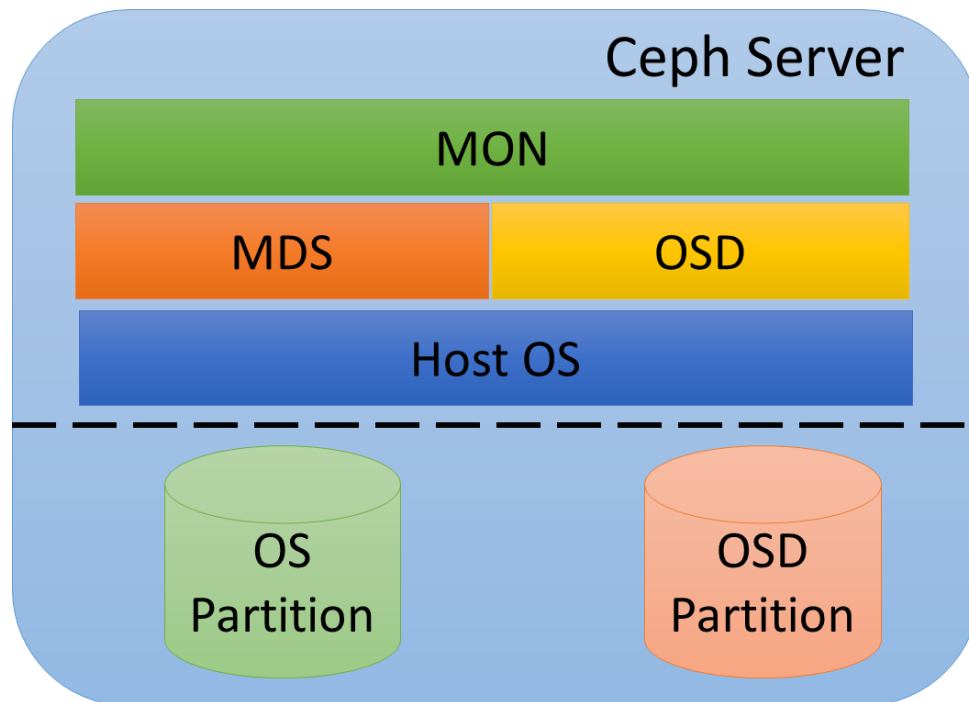 Ceph Server
MON
MDS
OSD
Host OS
OS
Partition
OSD
Partition